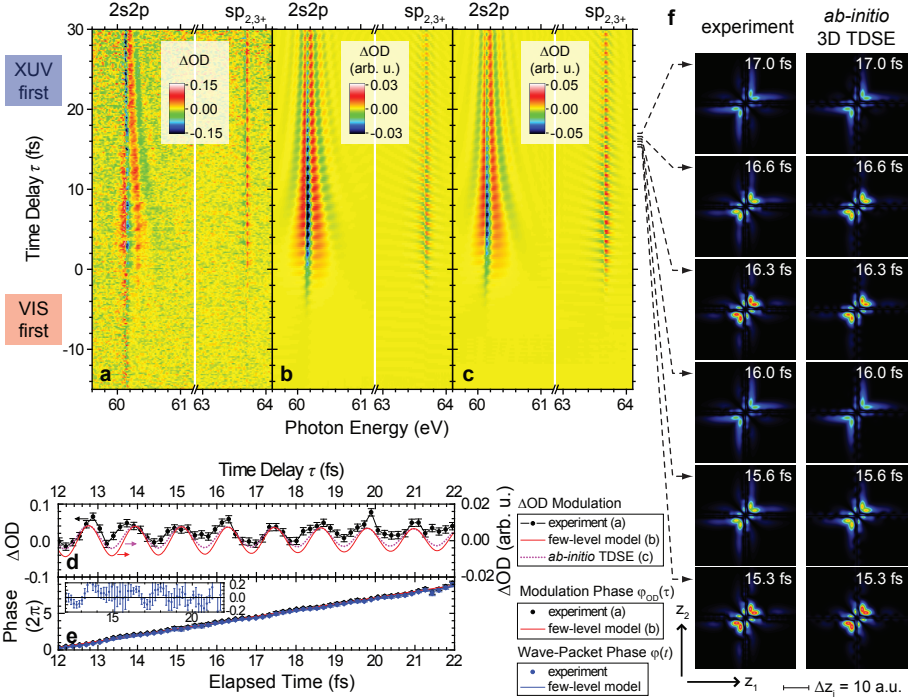 2s2p
sp2,3+
2s2p
sp2,3+
2s2p
sp2,3+
f
experiment
ab-initio
3D TDSE
XUV
first
VIS
first
Time Delay τ (fs)
30
20
10
0
-10
ΔOD
0.15
0.00
-0.15
ΔOD
(arb. u.)
0.03
0.00
-0.03
ΔOD
(arb. u.)
0.05
0.00
-0.05
a
b
c
60
61
63
64
60
61
63
64
60
61
63
64
Photon Energy (eV)
17.0 fs
17.0 fs
16.6 fs
16.6 fs
16.3 fs
16.3 fs
16.0 fs
16.0 fs
15.6 fs
15.6 fs
15.3 fs
15.3 fs
z2
z1
Δzi = 10 a.u.
Time Delay τ (fs)
12 13 14 15 16 17 18 19 20 21 22
ΔOD
0.1
0.0
-0.1
d
0.02
0.00
-0.02
ΔOD (arb. u.)
Phase
(2π)
5
0
e
0.2
0.0
-0.2
15
20
12 13 14 15 16 17 18 19 20 21 22
Elapsed Time (fs)
ΔOD Modulation
experiment (a)
few-level model (b)
ab-initio TDSE (c)
Modulation Phase φOD(τ)
experiment (a)
few-level model (b)
Wave-Packet Phase φ(t)
experiment
few-level model